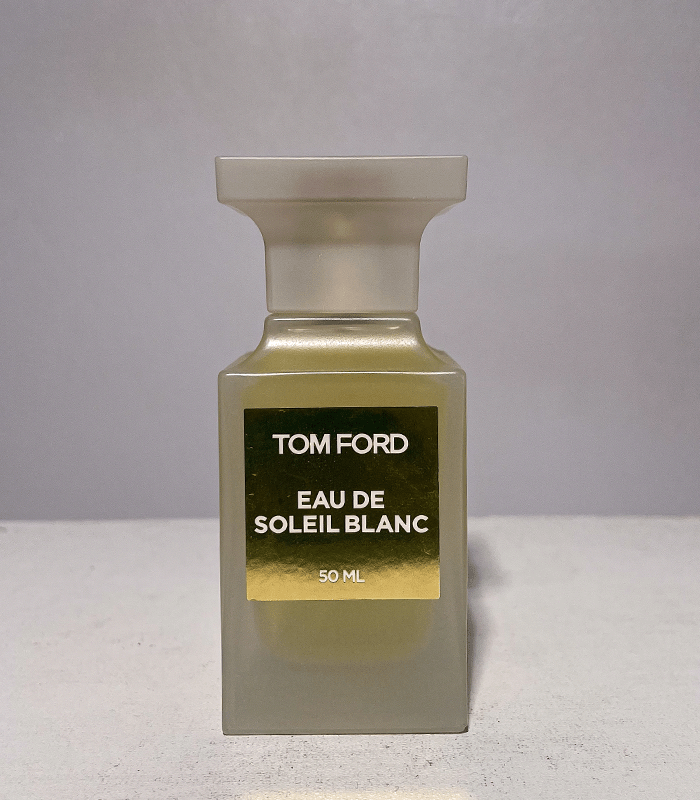 TOM FORD
EAU DE
SOLEIL BLANC
50 ML